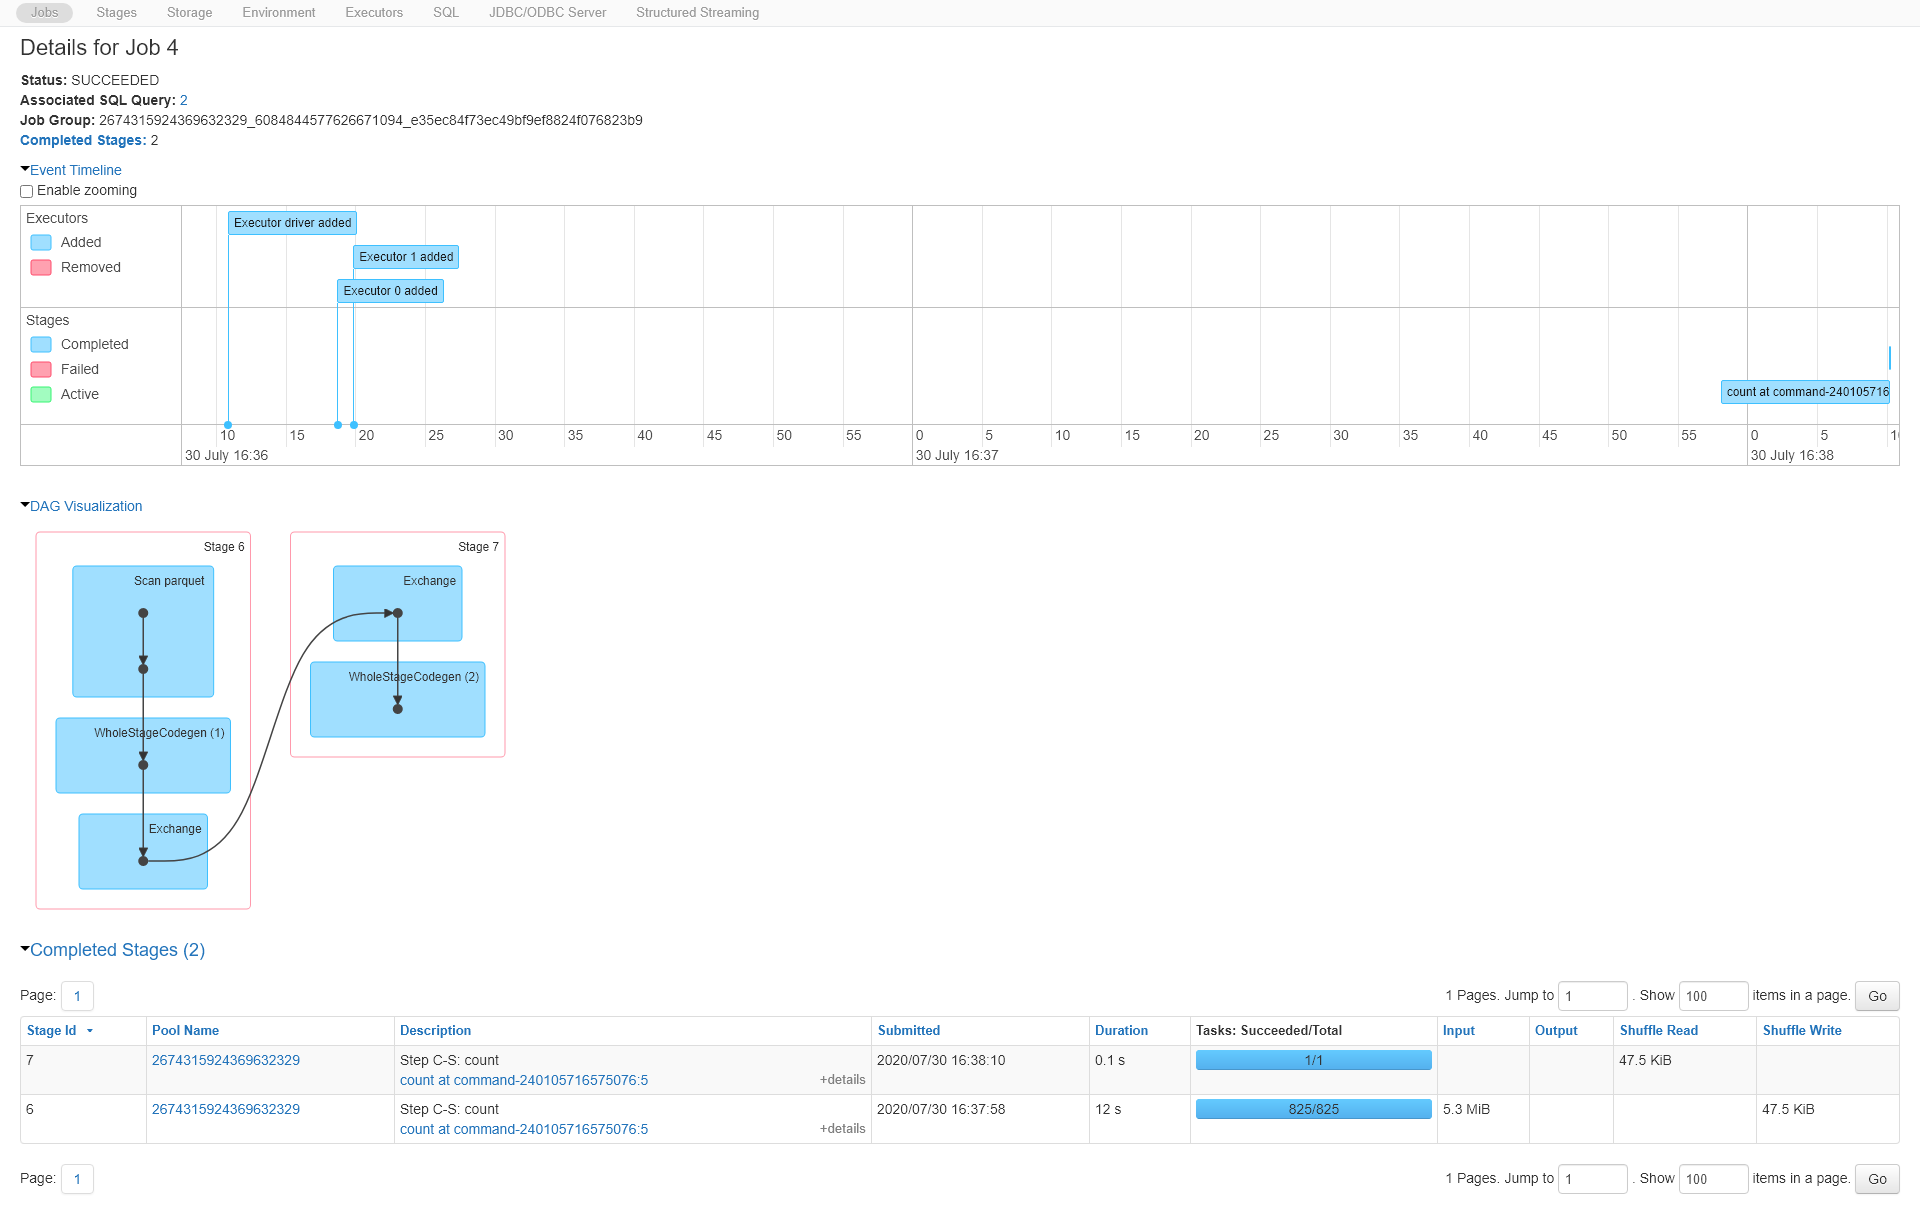 Jobs Stages Storage Environment Executors SQL JDBC/ODBC Server Structured Streaming
Details for Job 4
Status: SUCCEEDED
Associated SQL Query: 2
Job Group: 2674315924369632329_6084844577626671094_e35ec84f73ec49bf9ef8824f076823b9
Completed Stages: 2
Event Timeline
Enable zooming
Executors
Added
Removed
Executor driver added
Executor 1 added
Executor 0 added
Stages
Completed
Failed
Active
count at command-240105716
10 15 20 25 30 35 40 45 50 55 0 5 10 15 20 25 30 35 40 45 50 55 0 5
30 July 16:36 30 July 16:37 30 July 16:38
DAG Visualization
Stage 6
Scan parquet
WholeStageCodegen (1)
Exchange
Stage 7
Exchange
WholeStageCodegen (2)
Completed Stages (2)
Page: 1 1 Pages. Jump to 1 . Show 100 items in a page. Go
Stage Id Pool Name Description Submitted Duration Tasks: Succeeded/Total Input Output Shuffle Read Shuffle Write
7 2674315924369632329 Step C-S: count 2020/07/30 16:38:10 0.1 s 1/1 47.5 KiB
count at command-240105716575076:5 +details
6 2674315924369632329 Step C-S: count 2020/07/30 16:37:58 12 s 825/825 5.3 MiB 47.5 KiB
count at command-240105716575076:5 +details
Page: 1 1 Pages. Jump to 1 . Show 100 items in a page. Go